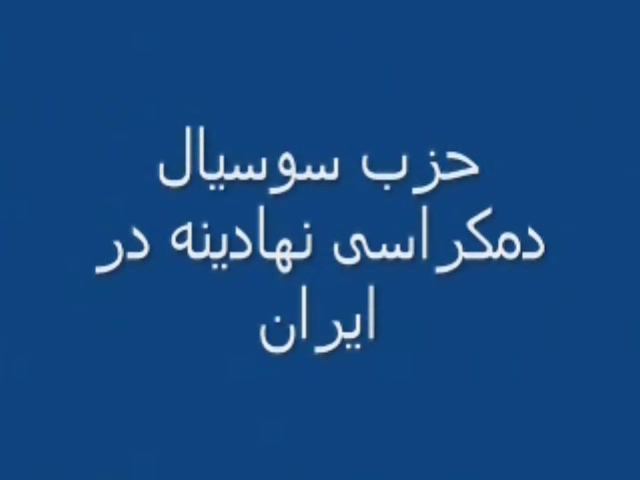 حزب سوسیال
دمکراسی نهادینه در
ایران